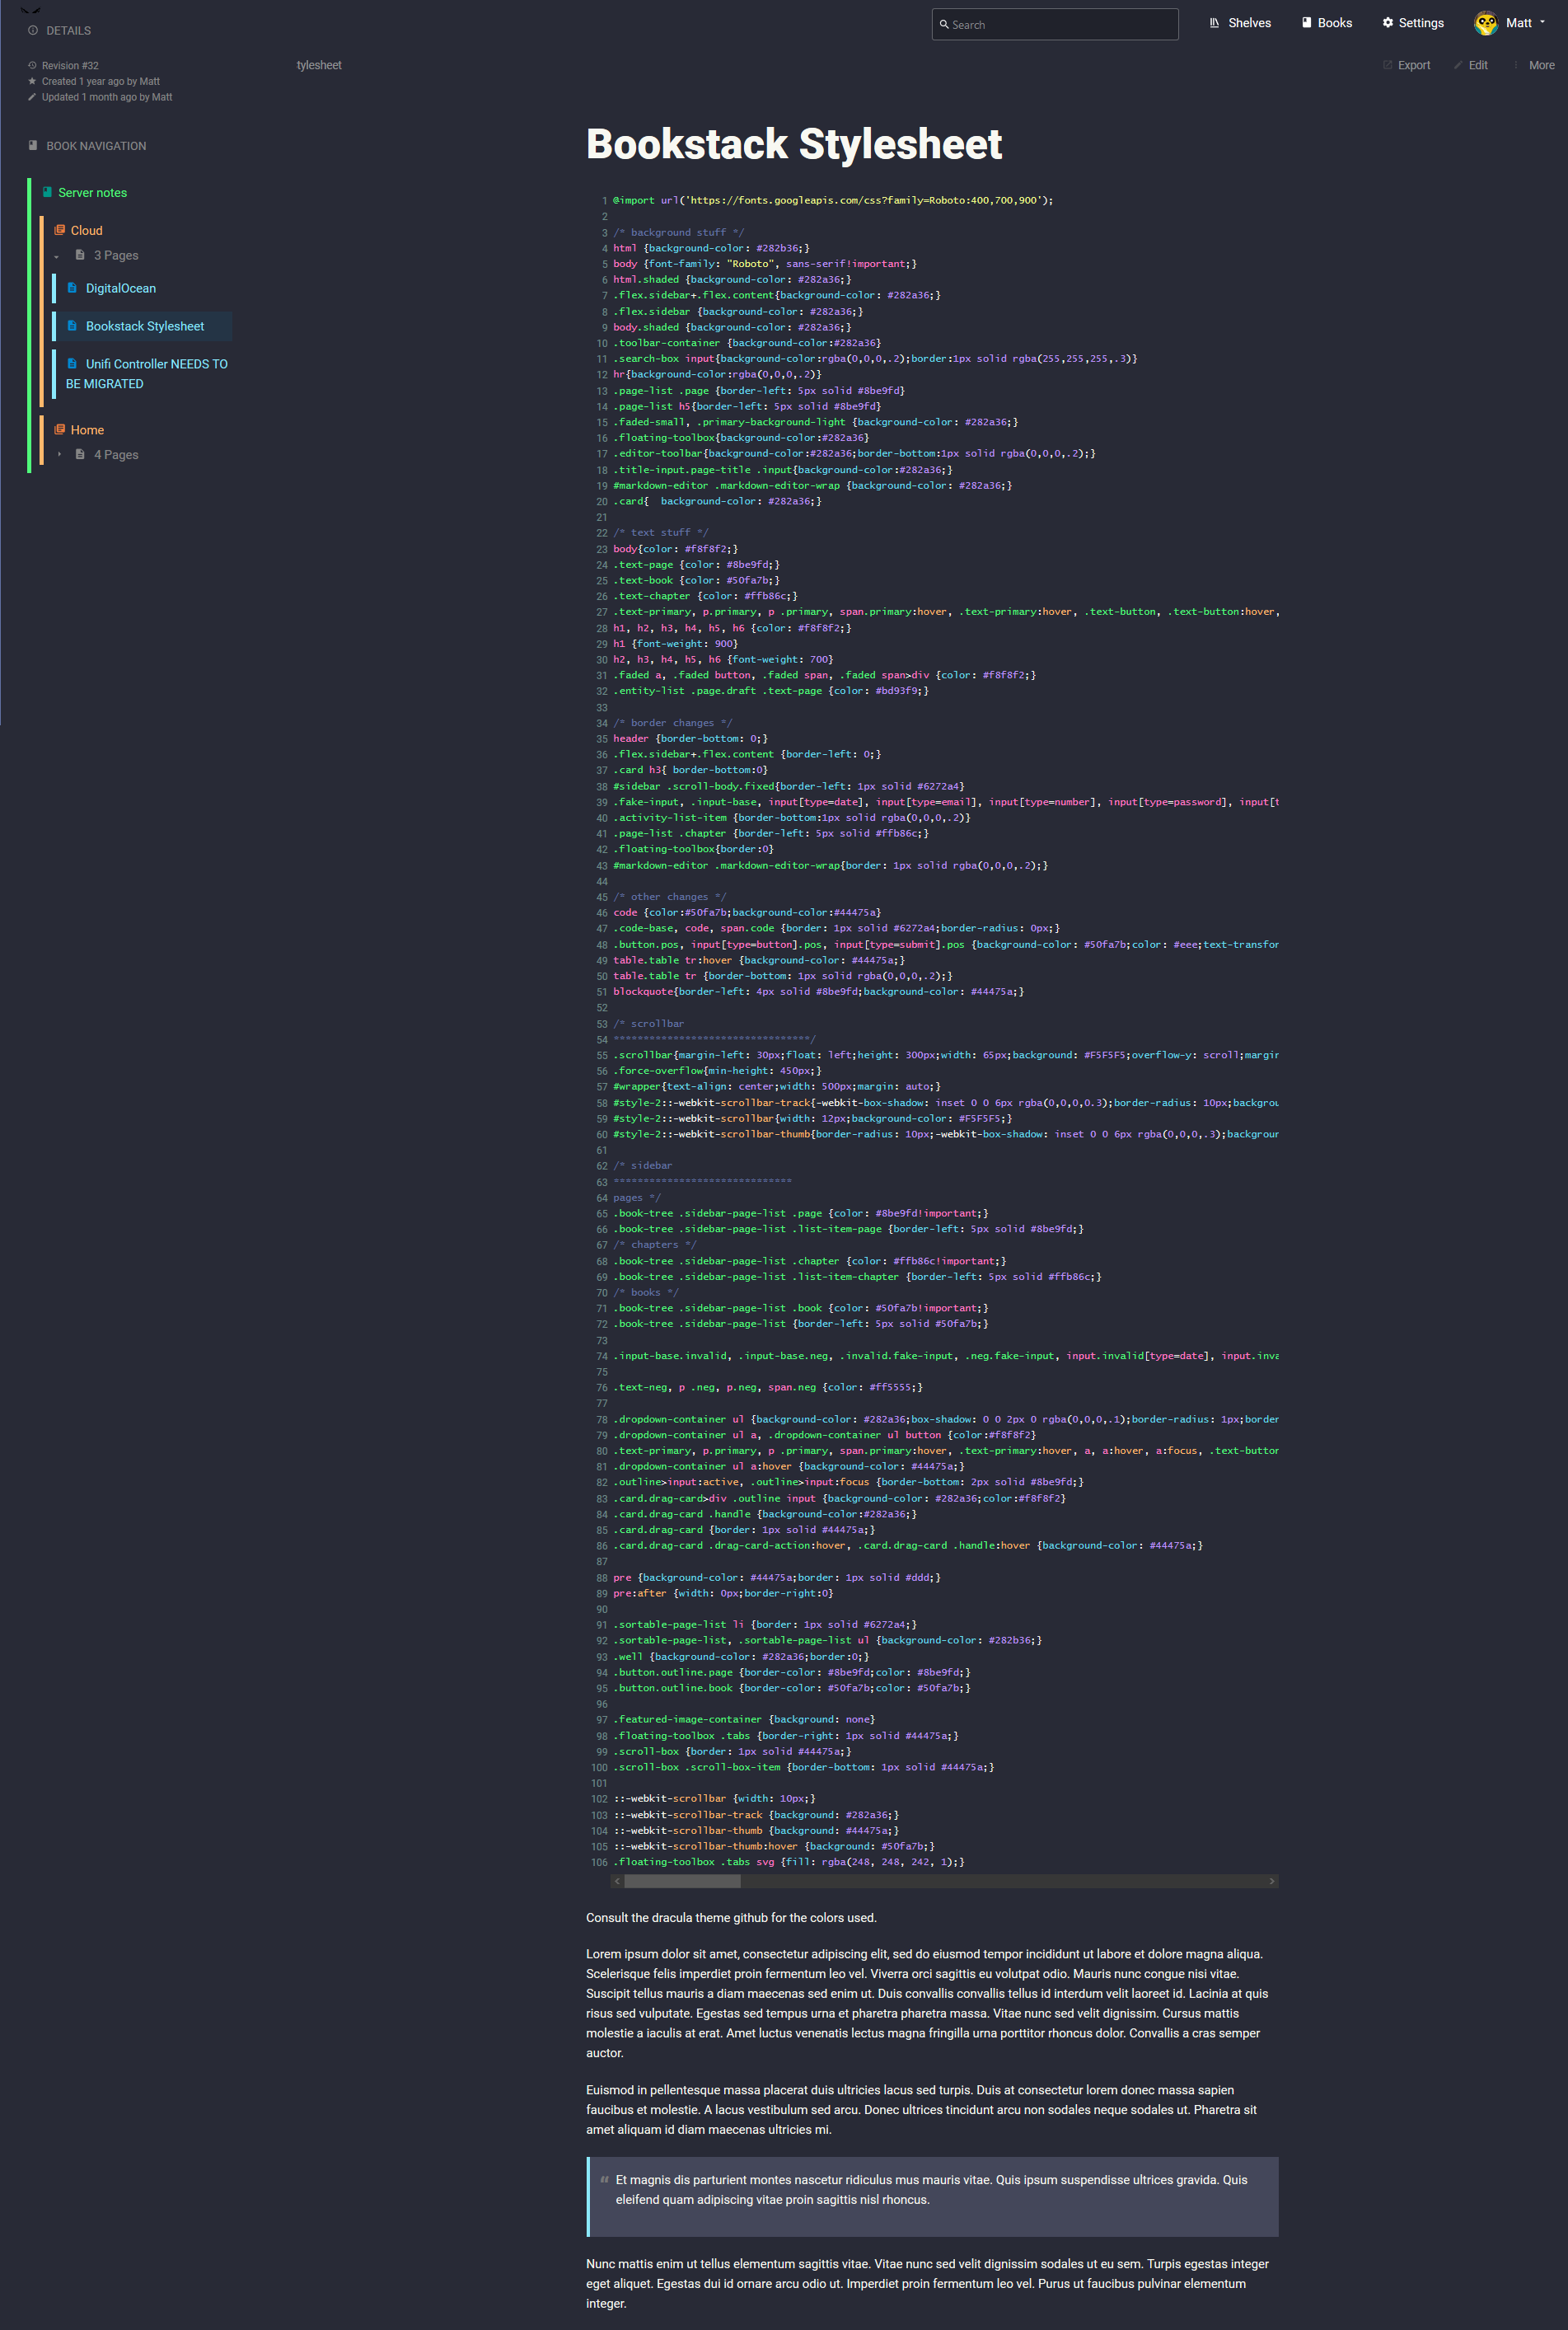 DETAILS
Search
Shelves
Books
Settings
Matt
Revision #32
Created 1 year ago by Matt
Updated 1 month ago by Matt
tylesheet
Export
Edit
More
BOOK NAVIGATION
Server notes
Cloud
3 Pages
DigitalOcean
Bookstack Stylesheet
Unifi Controller NEEDS TO
BE MIGRATED
Home
4 Pages
Bookstack Stylesheet
1 @import url('https://fonts.googleapis.com/css?family=Roboto:400,700,900');
2
3 /* background stuff */
4 html {background-color: #282b36;}
5 body {font-family: "Roboto", sans-serif!important;}
6 html.shaded {background-color: #282a36;}
7 .flex.sidebar+.flex.content{background-color: #282a36;}
8 .flex.sidebar {background-color: #282a36;}
9 body.shaded {background-color: #282a36;}
10 .toolbar-container {background-color:#282a36}
11 .search-box input{background-color:rgba(0,0,0,.2);border:1px solid rgba(255,255,255,.3)}
12 hr{background-color:rgba(0,0,0,.2)}
13 .page-list .page {border-left: 5px solid #8be9fd}
14 .page-list h5{border-left: 5px solid #8be9fd}
15 .faded-small, .primary-background-light {background-color: #282a36;}
16 .floating-toolbox{background-color:#282a36}
17 .editor-toolbar{background-color:#282a36;border-bottom:1px solid rgba(0,0,0,.2);}
18 .title-input.page-title .input{background-color:#282a36;}
19 #markdown-editor .markdown-editor-wrap {background-color: #282a36;}
20 .card{  background-color: #282a36;}
21
22 /* text stuff */
23 body{color: #f8f8f2;}
24 .text-page {color: #8be9fd;}
25 .text-book {color: #50fa7b;}
26 .text-chapter {color: #ffb86c;}
27 .text-primary, p.primary, p .primary, span.primary:hover, .text-primary:hover, .text-button, .text-button:hover,
28 h1, h2, h3, h4, h5, h6 {color: #f8f8f2;}
29 h1 {font-weight: 900}
30 h2, h3, h4, h5, h6 {font-weight: 700}
31 .faded a, .faded button, .faded span, .faded span>div {color: #f8f8f2;}
32 .entity-list .page.draft .text-page {color: #bd93f9;}
33
34 /* border changes */
35 header {border-bottom: 0;}
36 .flex.sidebar+.flex.content {border-left: 0;}
37 .card h3{ border-bottom:0}
38 #sidebar .scroll-body.fixed{border-left: 1px solid #6272a4}
39 .fake-input, .input-base, input[type=date], input[type=email], input[type=number], input[type=password], input[t
40 .activity-list-item {border-bottom:1px solid rgba(0,0,0,.2)}
41 .page-list .chapter {border-left: 5px solid #ffb86c;}
42 .floating-toolbox{border:0}
43 #markdown-editor .markdown-editor-wrap{border: 1px solid rgba(0,0,0,.2);}
44
45 /* other changes */
46 code {color:#50fa7b;background-color:#44475a}
47 .code-base, code, span.code {border: 1px solid #6272a4;border-radius: 0px;}
48 .button.pos, input[type=button].pos, input[type=submit].pos {background-color: #50fa7b;color: #eee;text-transfor
49 table.table tr:hover {background-color: #44475a;}
50 table.table tr {border-bottom: 1px solid rgba(0,0,0,.2);}
51 blockquote{border-left: 4px solid #8be9fd;background-color: #44475a;}
52
53 /* scrollbar
54 *********************************/
55 .scrollbar{margin-left: 30px;float: left;height: 300px;width: 65px;background: #F5F5F5;overflow-y: scroll;margin
56 .force-overflow{min-height: 450px;}
57 #wrapper{text-align: center;width: 500px;margin: auto;}
58 #style-2::-webkit-scrollbar-track{-webkit-box-shadow: inset 0 0 6px rgba(0,0,0,0.3);border-radius: 10px;backgrou
59 #style-2::-webkit-scrollbar{width: 12px;background-color: #F5F5F5;}
60 #style-2::-webkit-scrollbar-thumb{border-radius: 10px;-webkit-box-shadow: inset 0 0 6px rgba(0,0,0,.3);backgroun
61
62 /* sidebar
63 ******************************
64 pages */
65 .book-tree .sidebar-page-list .page {color: #8be9fd!important;}
66 .book-tree .sidebar-page-list .list-item-page {border-left: 5px solid #8be9fd;}
67 /* chapters */
68 .book-tree .sidebar-page-list .chapter {color: #ffb86c!important;}
69 .book-tree .sidebar-page-list .list-item-chapter {border-left: 5px solid #ffb86c;}
70 /* books */
71 .book-tree .sidebar-page-list .book {color: #50fa7b!important;}
72 .book-tree .sidebar-page-list {border-left: 5px solid #50fa7b;}
73
74 .input-base.invalid, .input-base.neg, .invalid.fake-input, .neg.fake-input, input.invalid[type=date], input.inva
75
76 .text-neg, p .neg, p.neg, span.neg {color: #ff5555;}
77
78 .dropdown-container ul {background-color: #282a36;box-shadow: 0 0 2px 0 rgba(0,0,0,.1);border-radius: 1px;border
79 .dropdown-container ul a, .dropdown-container ul button {color:#f8f8f2}
80 .text-primary, p.primary, p .primary, span.primary:hover, .text-primary:hover, a, a:hover, a:focus, .text-button
81 .dropdown-container ul a:hover {background-color: #44475a;}
82 .outline>input:active, .outline>input:focus {border-bottom: 2px solid #8be9fd;}
83 .card.drag-card>div .outline input {background-color: #282a36;color:#f8f8f2}
84 .card.drag-card .handle {background-color:#282a36;}
85 .card.drag-card {border: 1px solid #44475a;}
86 .card.drag-card .drag-card-action:hover, .card.drag-card .handle:hover {background-color: #44475a;}
87
88 pre {background-color: #44475a;border: 1px solid #ddd;}
89 pre:after {width: 0px;border-right:0}
90
91 .sortable-page-list li {border: 1px solid #6272a4;}
92 .sortable-page-list, .sortable-page-list ul {background-color: #282b36;}
93 .well {background-color: #282a36;border:0;}
94 .button.outline.page {border-color: #8be9fd;color: #8be9fd;}
95 .button.outline.book {border-color: #50fa7b;color: #50fa7b;}
96
97 .featured-image-container {background: none}
98 .floating-toolbox .tabs {border-right: 1px solid #44475a;}
99 .scroll-box {border: 1px solid #44475a;}
100 .scroll-box .scroll-box-item {border-bottom: 1px solid #44475a;}
101
102 ::-webkit-scrollbar {width: 10px;}
103 ::-webkit-scrollbar-track {background: #282a36;}
104 ::-webkit-scrollbar-thumb {background: #44475a;}
105 ::-webkit-scrollbar-thumb:hover {background: #50fa7b;}
106 .floating-toolbox .tabs svg {fill: rgba(248, 248, 242, 1);}
Consult the dracula theme github for the colors used.
Lorem ipsum dolor sit amet, consectetur adipiscing elit, sed do eiusmod tempor incididunt ut labore et dolore magna aliqua.
Scelerisque felis imperdiet proin fermentum leo vel. Viverra orci sagittis eu volutpat odio. Mauris nunc congue nisi vitae.
Suscipit tellus mauris a diam maecenas sed enim ut. Duis convallis convallis tellus id interdum velit laoreet id. Lacinia at quis
risus sed vulputate. Egestas sed tempus urna et pharetra pharetra massa. Vitae nunc sed velit dignissim. Cursus mattis
molestie a iaculis at erat. Amet luctus venenatis lectus magna fringilla urna porttitor rhoncus dolor. Convallis a cras semper
auctor.
Euismod in pellentesque massa placerat duis ultricies lacus sed turpis. Duis at consectetur lorem donec massa sapien
faucibus et molestie. A lacus vestibulum sed arcu. Donec ultrices tincidunt arcu non sodales neque sodales ut. Pharetra sit
amet aliquam id diam maecenas ultricies mi.
“ Et magnis dis parturient montes nascetur ridiculus mus mauris vitae. Quis ipsum suspendisse ultrices gravida. Quis
eleifend quam adipiscing vitae proin sagittis nisl rhoncus.
Nunc mattis enim ut tellus elementum sagittis vitae. Vitae nunc sed velit dignissim sodales ut eu sem. Turpis egestas integer
eget aliquet. Egestas dui id ornare arcu odio ut. Imperdiet proin fermentum leo vel. Purus ut faucibus pulvinar elementum
integer.